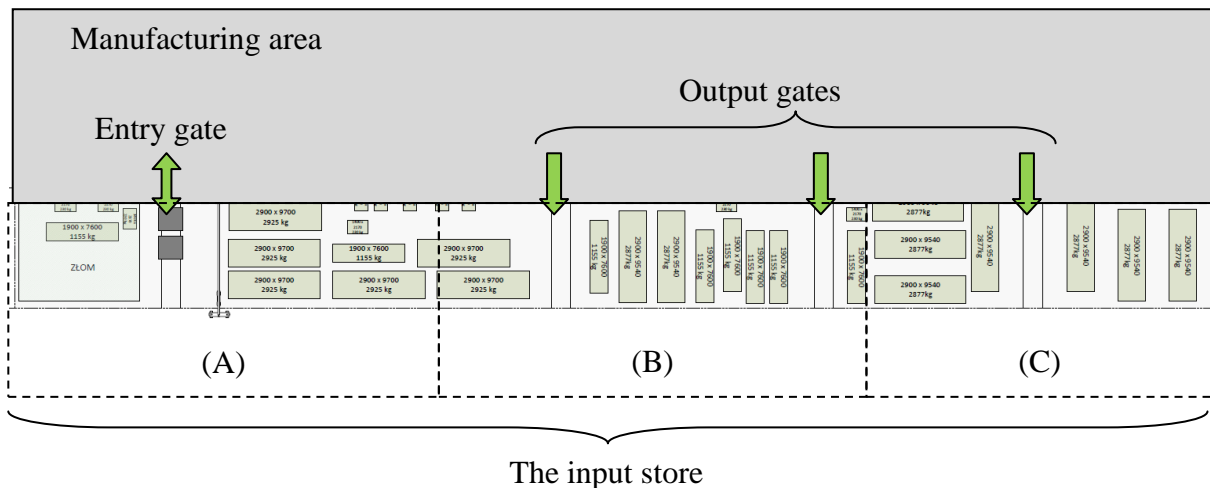 Manufacturing area
Output gates
Entry gate
1900 x 7600
1155 kg
ZŁOM
2900 x 9700
2925 kg
2900 x 9700
2925 kg
2900 x 9700
2925 kg
1900 x 7600
1155 kg
2900 x 9700
2925 kg
2900 x 9700
2925 kg
2900 x 9700
2925 kg
1900 x 7600
1155 kg
2900 x 9540
2877kg
2900 x 9540
2877kg
1900 x 7600
1155 kg
1900 x 7600
1155 kg
1900 x 7600
1155 kg
1900 x 7600
1155 kg
1900 x 7600
1155 kg
2877kg
2900 x 9540
2877kg
2900 x 9540
2877kg
2900 x 9540
2877kg
2900 x 9540
2877kg
2900 x 9540
2877kg
2900 x 9540
2877kg
(A)
(B)
(C)
The input store